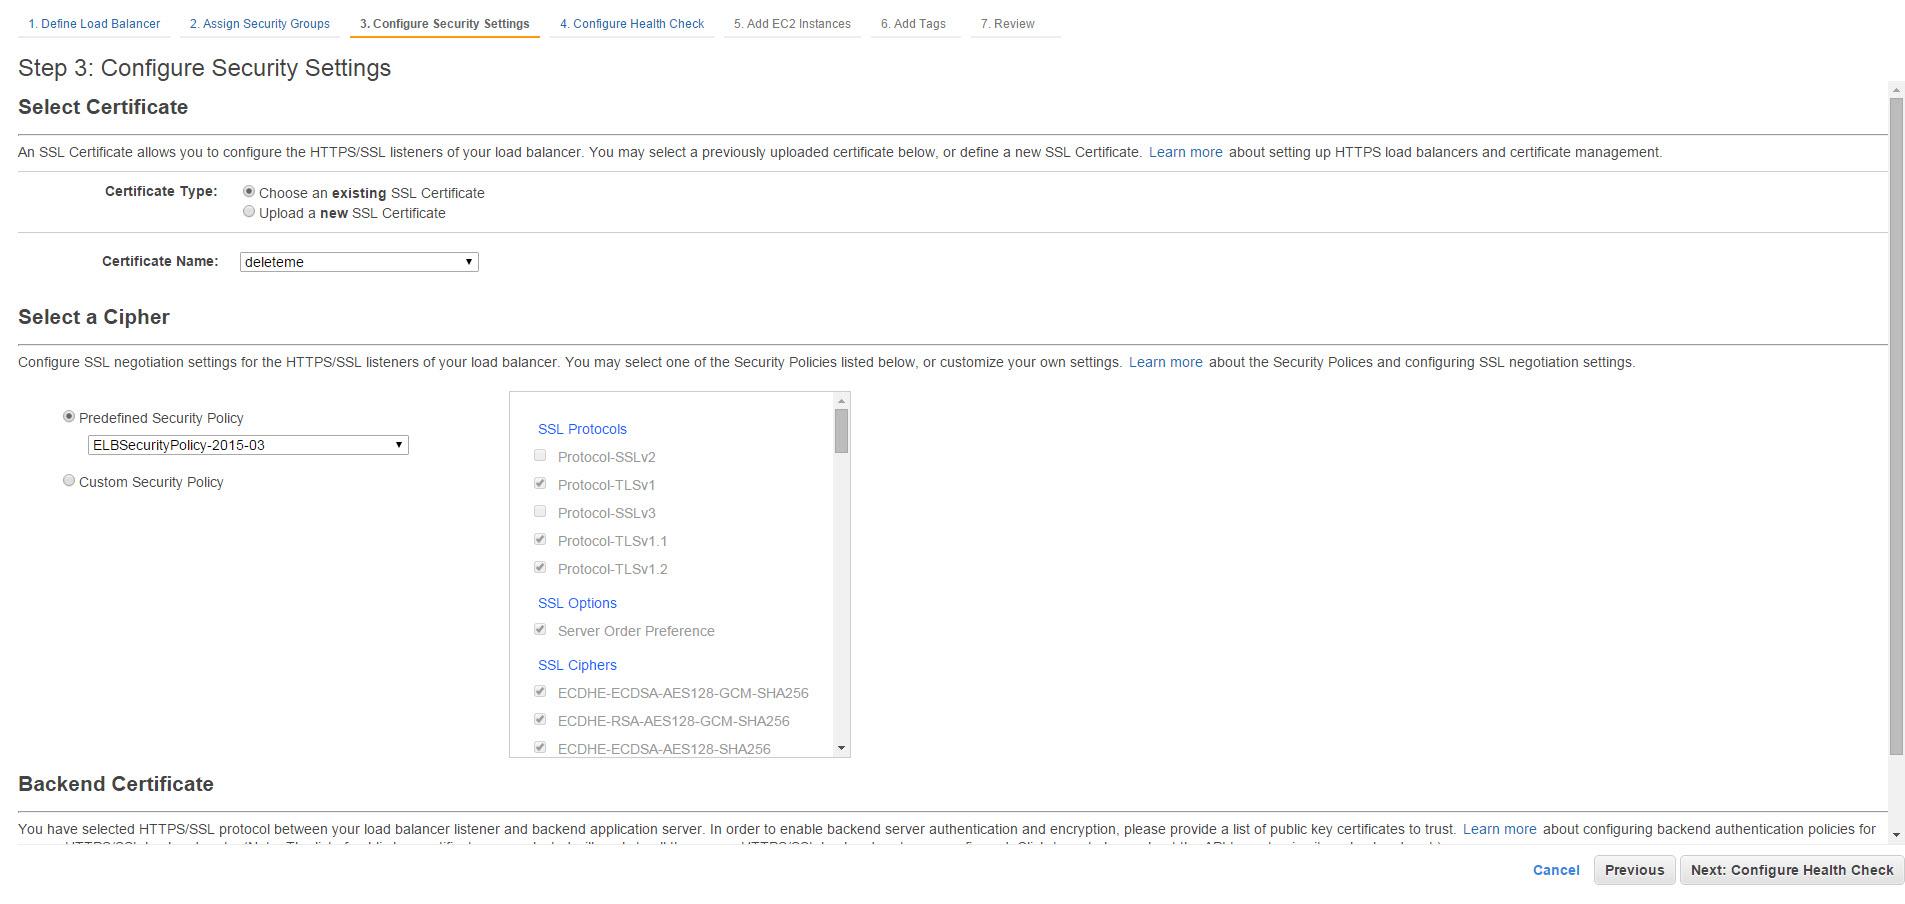 1. Define Load Balancer
2. Assign Security Groups
3. Configure Security Settings
4. Configure Health Check
5. Add EC2 Instances
6. Add Tags
7. Review
Step 3: Configure Security Settings
Select Certificate
An SSL Certificate allows you to configure the HTTPS/SSL listeners of your load balancer. You may select a previously uploaded certificate below, or define a new SSL Certificate. Learn more about setting up HTTPS load balancers and certificate management.
Certificate Type:
Choose an existing SSL Certificate
Upload a new SSL Certificate
Certificate Name:
deleteme
Select a Cipher
Configure SSL negotiation settings for the HTTPS/SSL listeners of your load balancer. You may select one of the Security Policies listed below, or customize your own settings. Learn more about the Security Polices and configuring SSL negotiation settings.
Predefined Security Policy
ELBSecurityPolicy-2015-03
Custom Security Policy
SSL Protocols
Protocol-SSLv2
Protocol-TLSv1
Protocol-SSLv3
Protocol-TLSv1.1
Protocol-TLSv1.2
SSL Options
Server Order Preference
SSL Ciphers
ECDHE-ECDSA-AES128-GCM-SHA256
ECDHE-RSA-AES128-GCM-SHA256
ECDHE-ECDSA-AES128-SHA256
Backend Certificate
You have selected HTTPS/SSL protocol between your load balancer listener and backend application server. In order to enable backend server authentication and encryption, please provide a list of public key certificates to trust. Learn more about configuring backend authentication policies for
Cancel
Previous
Next: Configure Health Check